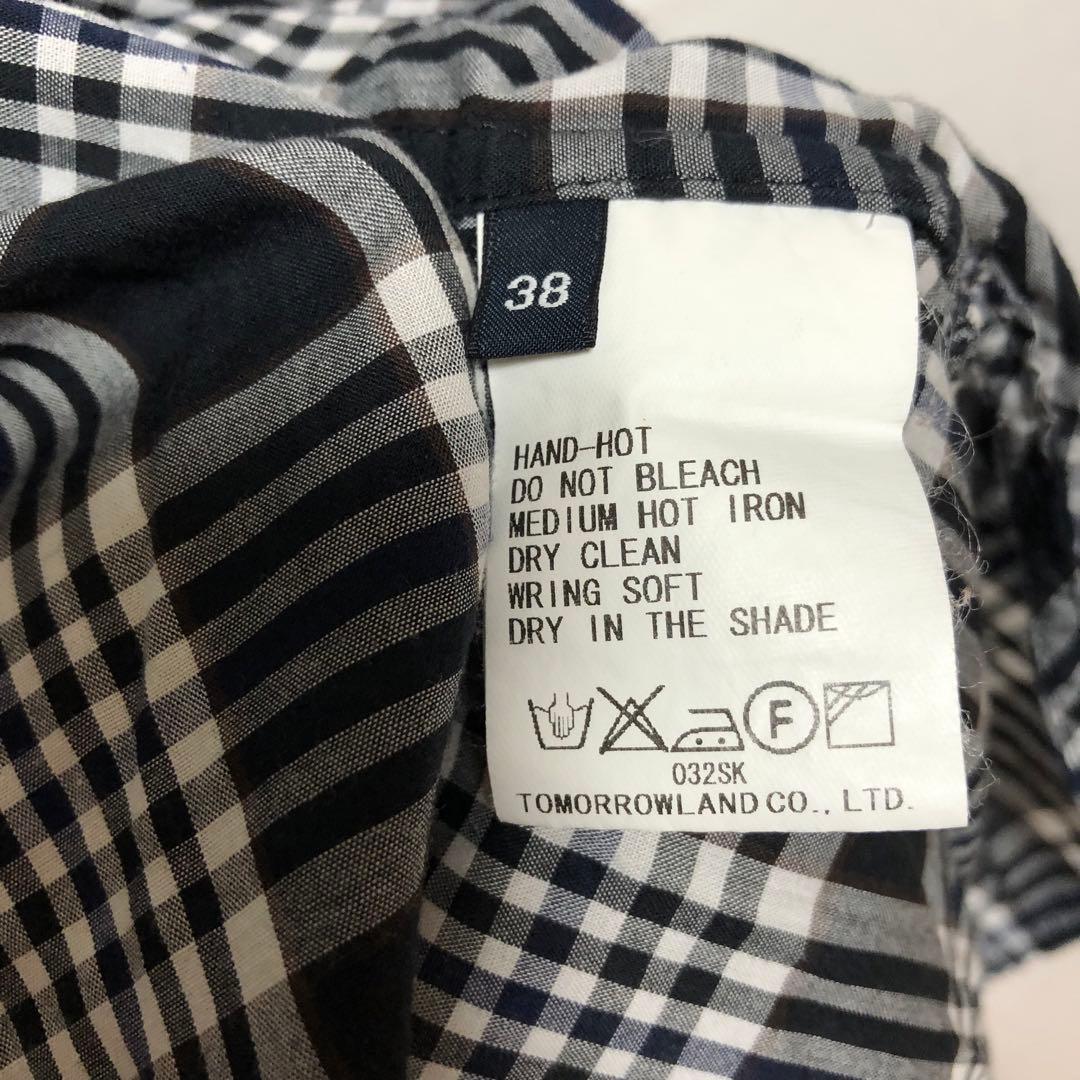 38
HAND-HOT
DO NOT BLEACH
MEDIUM HOT IRON
DRY CLEAN
WRING SOFT
DRY IN THE SHADE
F
032SK
TOMORROWLAND CO., LTD.